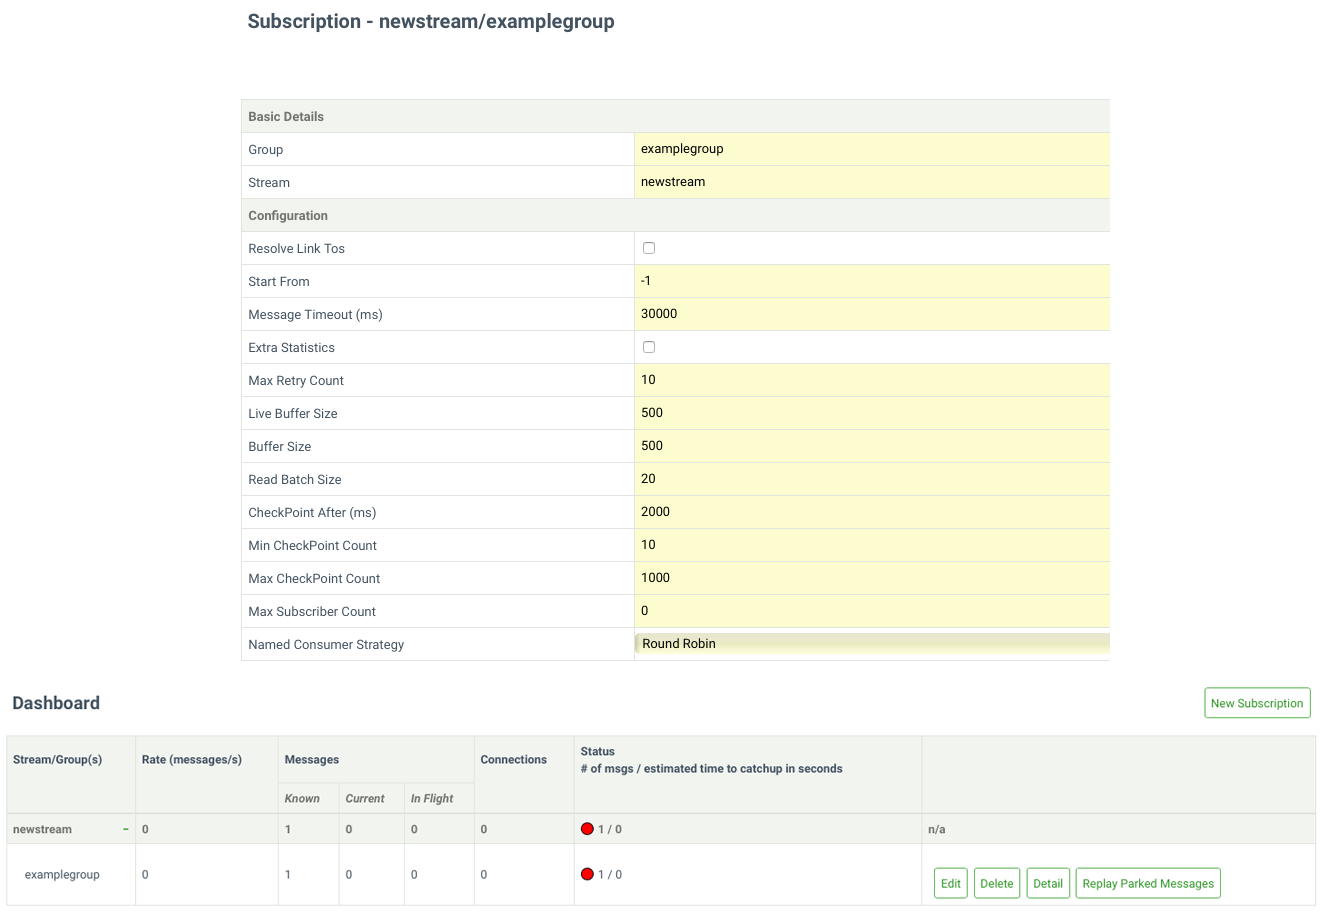 Subscription - newstream/examplegroup
Basic Details
Group examplegroup
Stream newstream
Configuration
Resolve Link Tos
Start From -1
Message Timeout (ms) 30000
Extra Statistics
Max Retry Count 10
Live Buffer Size 500
Buffer Size 500
Read Batch Size 20
CheckPoint After (ms) 2000
Min CheckPoint Count 10
Max CheckPoint Count 1000
Max Subscriber Count 0
Named Consumer Strategy Round Robin
Dashboard New Subscription
Stream/Group(s) Rate (messages/s) Messages Connections Status
# of msgs / estimated time to catchup in seconds
Known Current In Flight
newstream - 0 1 0 0 0 1 / 0 n/a
examplegroup 0 1 0 0 0 1 / 0 Edit Delete Detail Replay Parked Messages